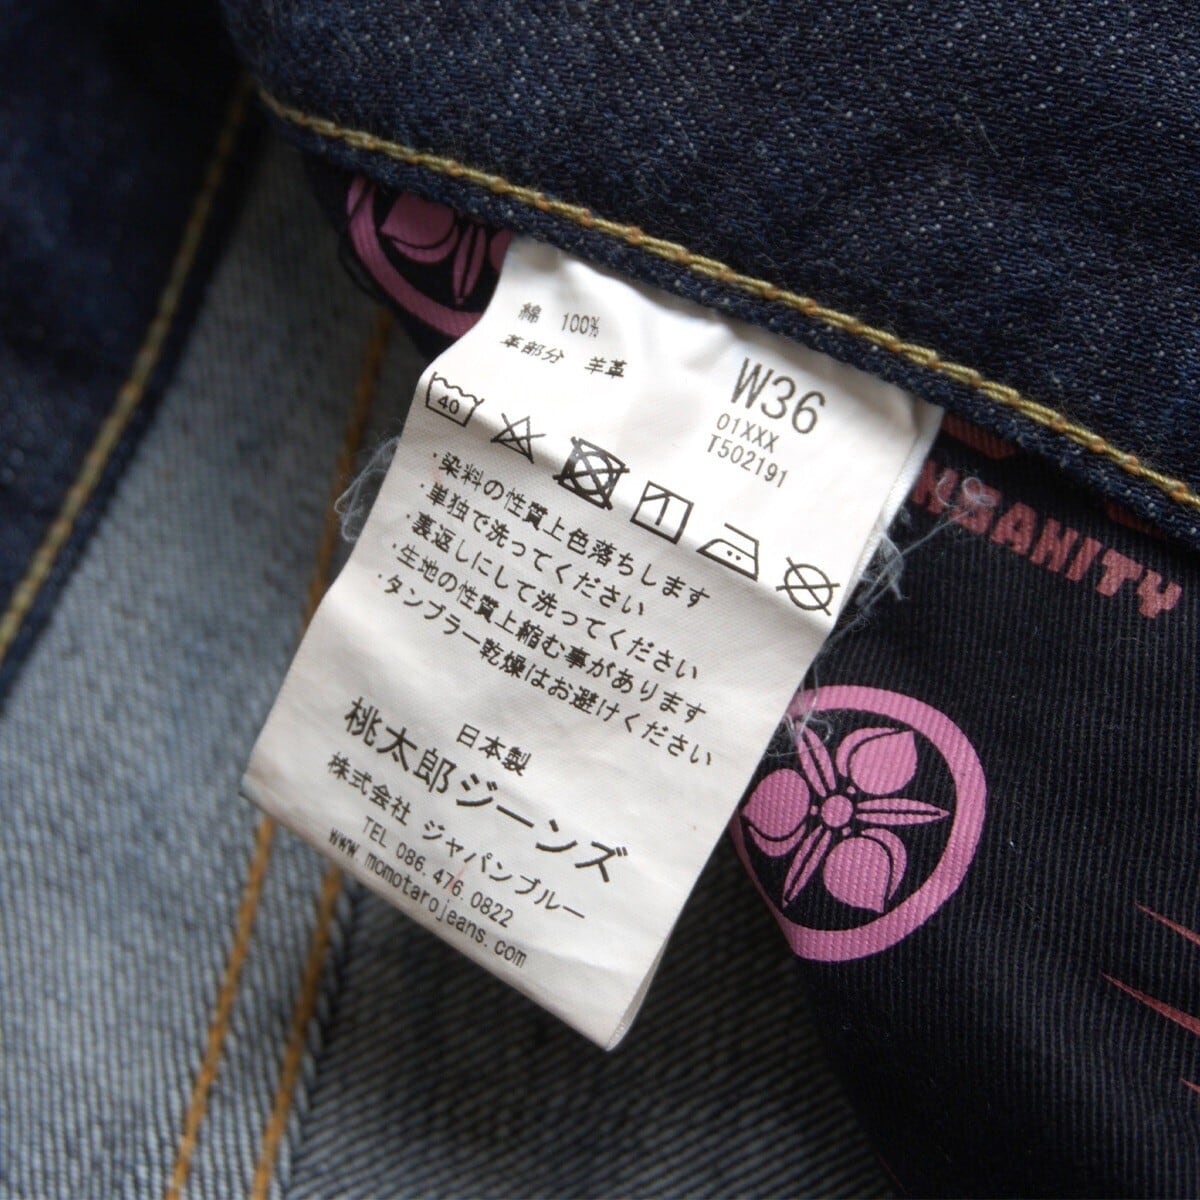 綿 100%
革部分 羊革
W36
01XXX
T502191
40
・染料の性質上色落ちします
・単独で洗ってください
・裏返しにして洗ってください
・生地の性質上縮む事があります
・タンブラー乾燥はお避けください
日本製
桃太郎ジーンズ
株式会社 ジャパンブルー
TEL 086.476.0822
www.momotarojeans.com